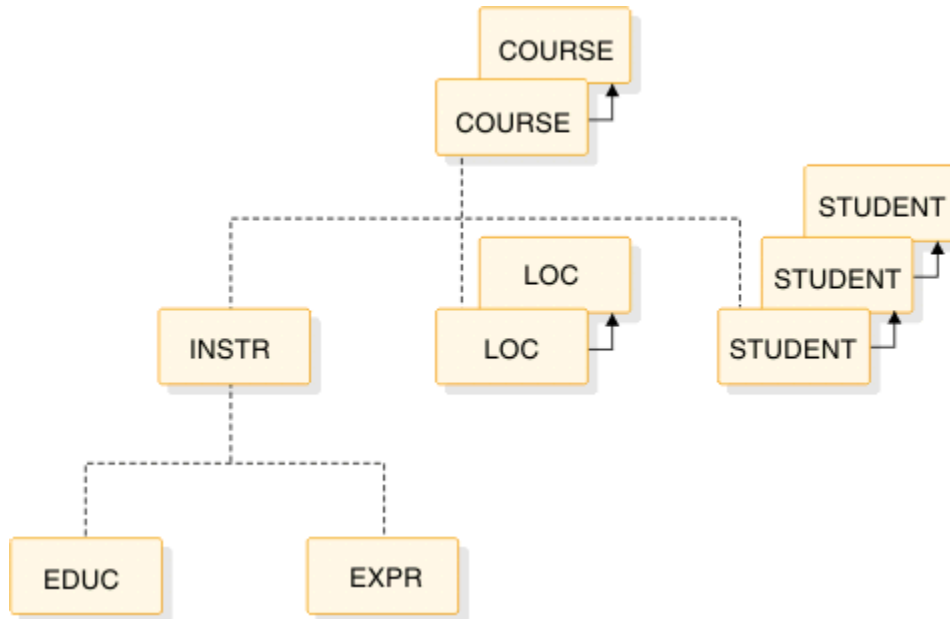 COURSE
COURSE
STUDENT
LOC
STUDENT
INSTR
LOC
STUDENT
EDUC
EXPR